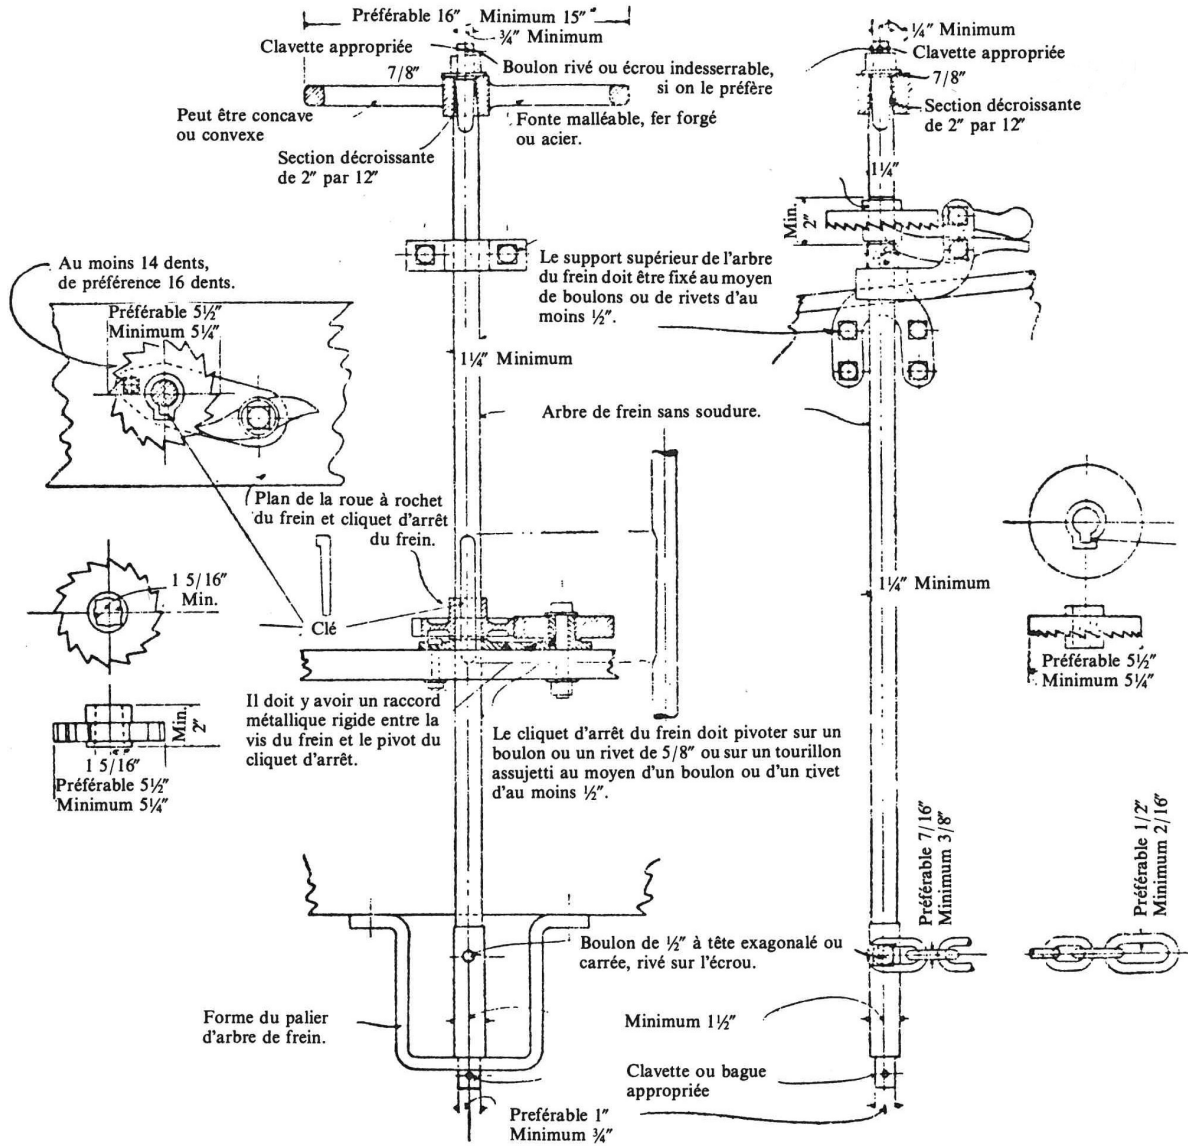 Préférable 16″ Minimum 15″
¾″ Minimum
Clavette appropriée
7/8″
Boulon rivé ou écrou indesserrable,
si on le préfère
Peut être concave
ou convexe
Fonte malléable, fer forgé
ou acier.
Section décroissante
de 2″ par 12″
¼″ Minimum
Clavette appropriée
7/8″
Section décroissante
de 2″ par 12″
1¼″
Min.
2″
Au moins 14 dents,
de préférence 16 dents.
Préférable 5½″
Minimum 5¼″
Le support supérieur de l'arbre
du frein doit être fixé au moyen
de boulons ou de rivets d'au
moins ½″.
1¼″ Minimum
Arbre de frein sans soudure.
Plan de la roue à rochet
du frein et cliquet d'arrêt
du frein.
1 5/16″
Min.
Clé
1¼″ Minimum
Préférable 5½″
Minimum 5¼″
Min.
2″
1 5/16″
Préférable 5½″
Minimum 5¼″
Il doit y avoir un raccord
métallique rigide entre la
vis du frein et le pivot du
cliquet d'arrêt.
Le cliquet d'arrêt du frein doit pivoter sur un
boulon ou un rivet de 5/8″ ou sur un tourillon
assujetti au moyen d'un boulon ou d'un rivet
d'au moins ½″.
Préférable 7/16″
Minimum 3/8″
Préférable 1/2″
Minimum 2/16″
Boulon de ½″ à tête exagonalé ou
carrée, rivé sur l'écrou.
Forme du palier
d'arbre de frein.
Minimum 1½″
Clavette ou bague
appropriée
Preférable 1″
Minimum ¾″